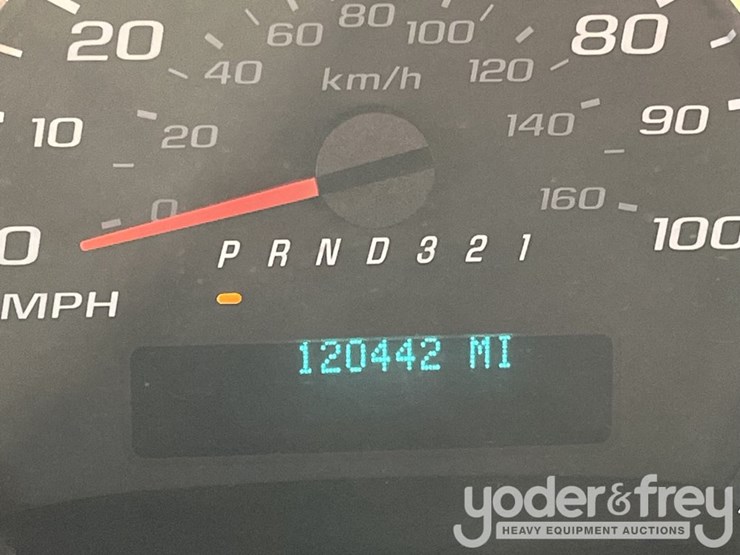 20 60 80 100 80
40 km/h 120
10 20 140 90
0 160
0 P R N D 3 2 1 100
MPH
120442 MI
yoder&frey
HEAVY EQUIPMENT AUCTIONS